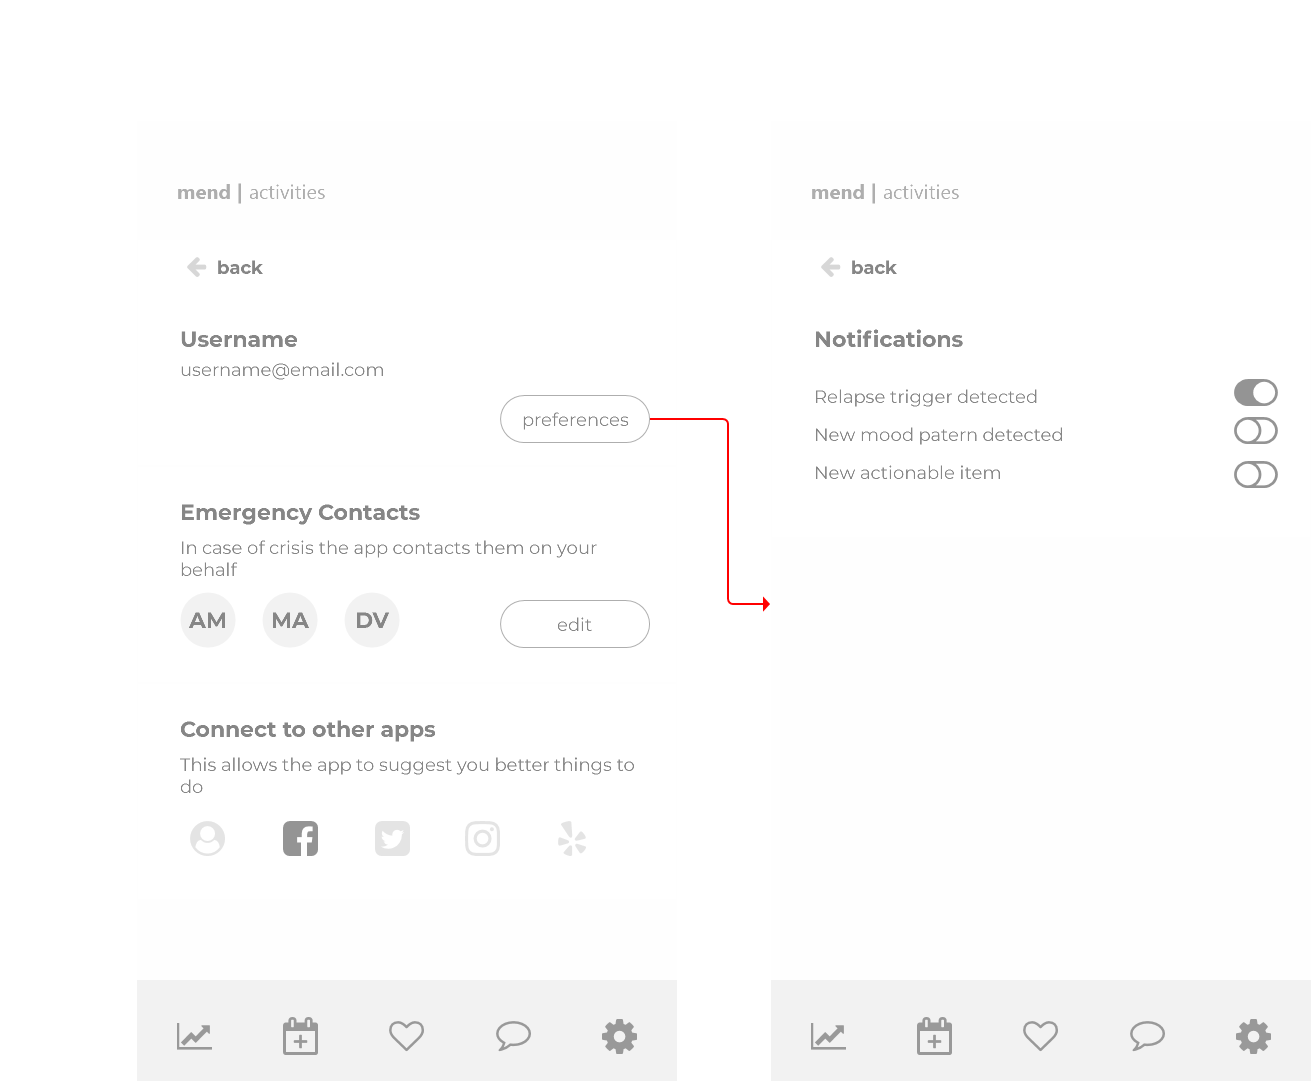 mend | activities
back
Username
username@email.com
preferences
Emergency Contacts
In case of crisis the app contacts them on your
behalf
AM MA DV
edit
Connect to other apps
This allows the app to suggest you better things to
do
mend | activities
back
Notifications
Relapse trigger detected
New mood patern detected
New actionable item